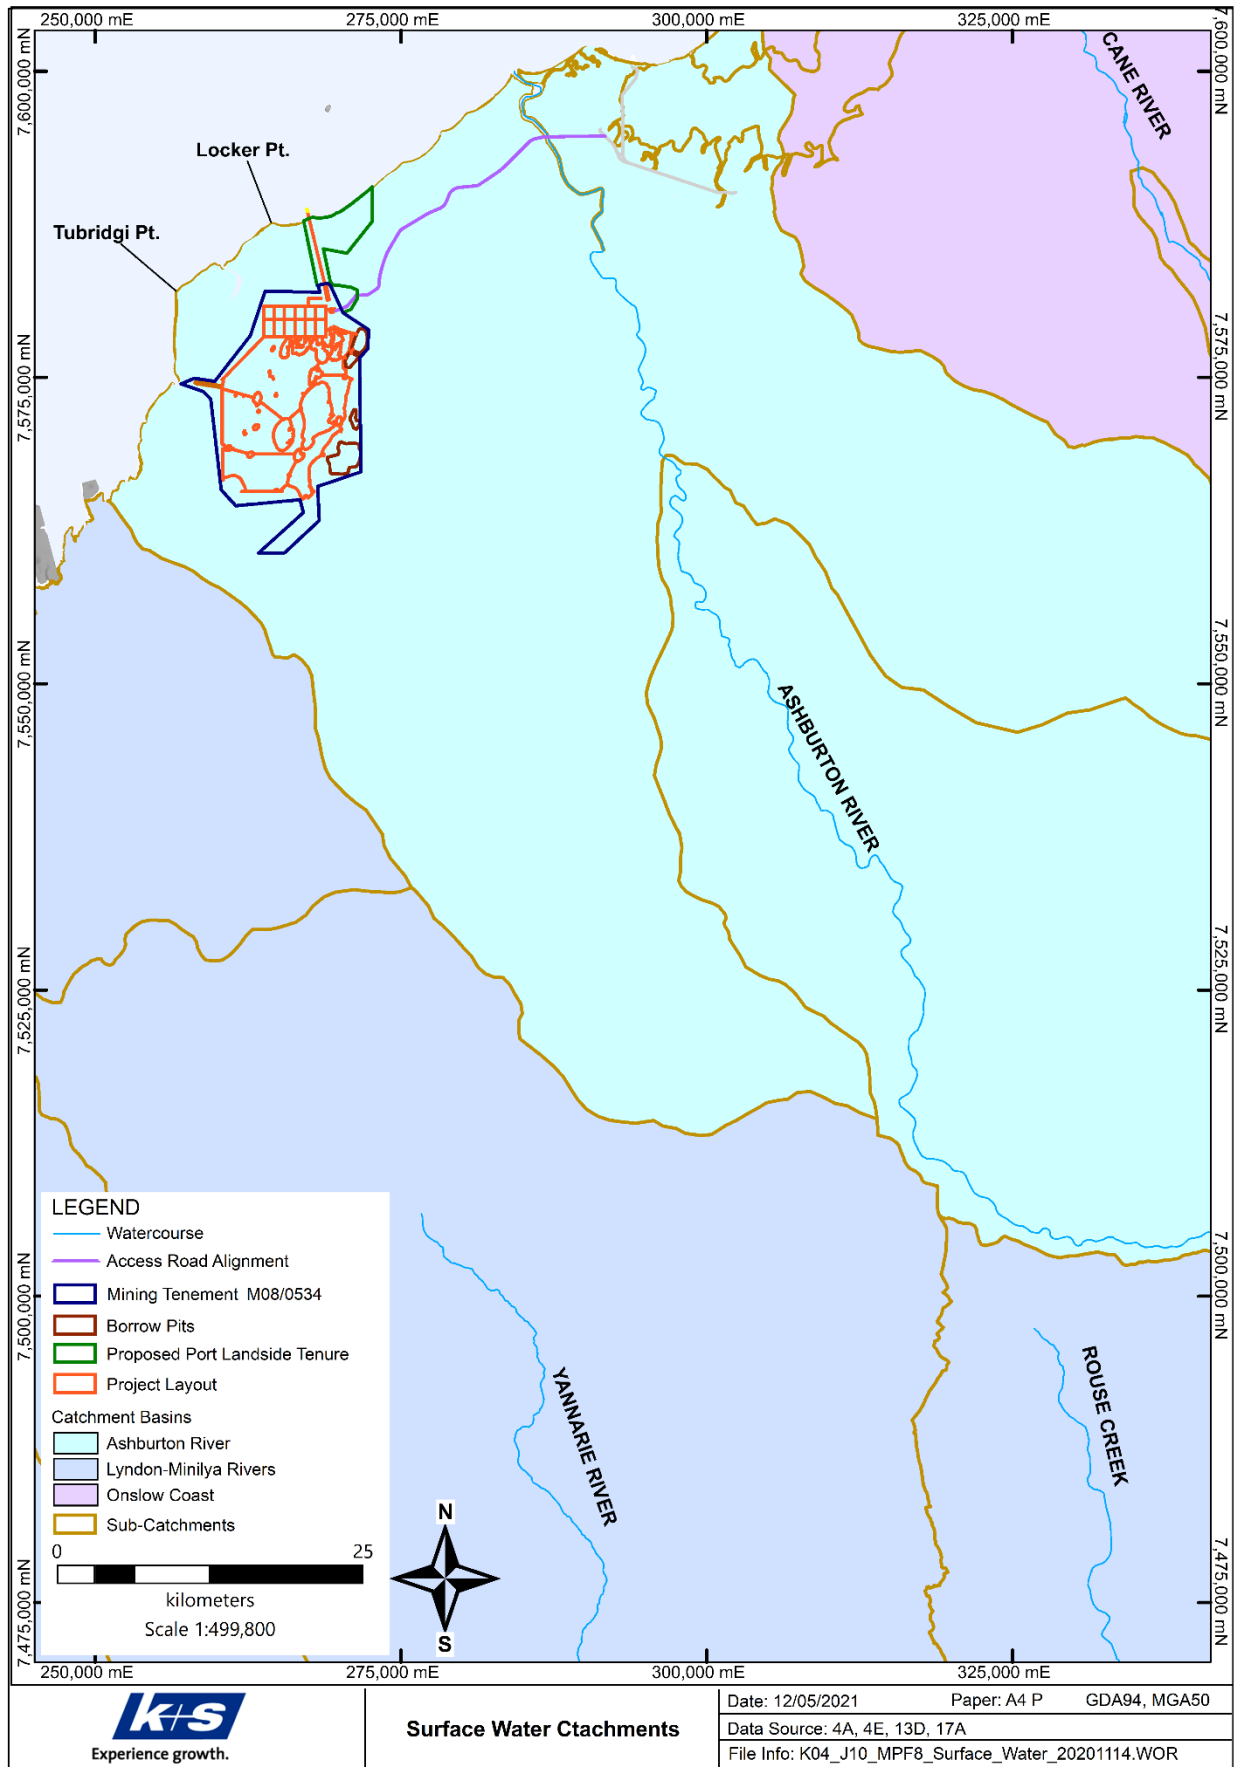 250,000 mE
275,000 mE
300,000 mE
325,000 mE
7,600,000 mN
7,600,000 mN
CANE RIVER
Locker Pt.
Tubridgi Pt.
7,575,000 mN
7,575,000 mN
7,550,000 mN
7,550,000 mN
ASHBURTON RIVER
7,525,000 mN
7,525,000 mN
LEGEND
Watercourse
Access Road Alignment
Mining Tenement M08/0534
Borrow Pits
Proposed Port Landside Tenure
Project Layout
Catchment Basins
Ashburton River
Lyndon-Minilya Rivers
Onslow Coast
Sub-Catchments
0 25
kilometers
Scale 1:499,800
N
S
7,500,000 mN
7,500,000 mN
YANNARIE RIVER
ROUSE CREEK
7,475,000 mN
7,475,000 mN
250,000 mE
275,000 mE
300,000 mE
325,000 mE
k+s
Experience growth.
Surface Water Ctachments
Date: 12/05/2021 Paper: A4 P GDA94, MGA50
Data Source: 4A, 4E, 13D, 17A
File Info: K04_J10_MPF8_Surface_Water_20201114.WOR